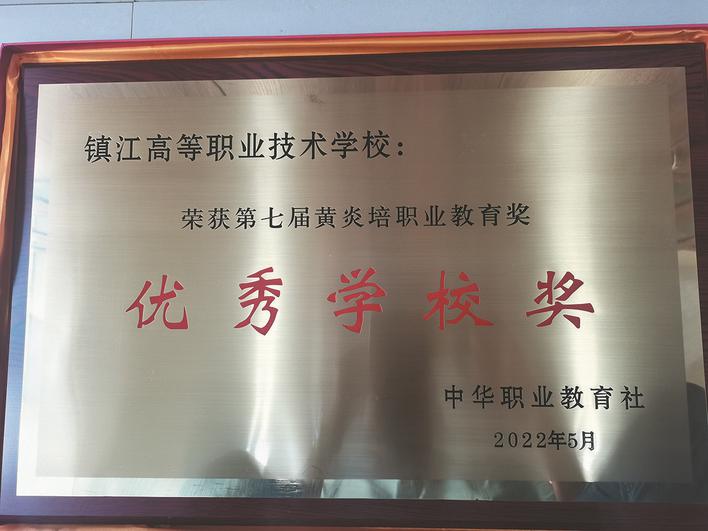 镇江高等职业技术学校：
荣获第七届黄炎培职业教育奖
优秀学校奖
中华职业教育社
2022年5月